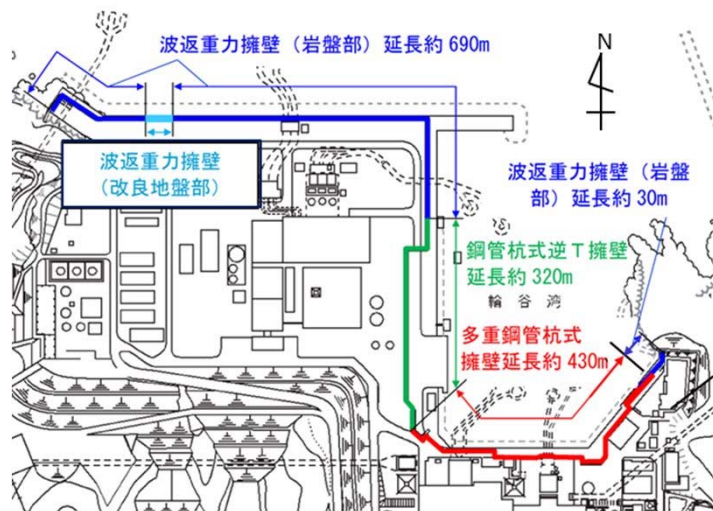 波返重力擁壁（岩盤部）延長約 690m
N
波返重力擁壁
（改良地盤部）
波返重力擁壁（岩盤
部）延長約 30m
鋼管杭式逆T擁壁
延長約 320m
輪谷湾
多重鋼管杭式
擁壁延長約 430m